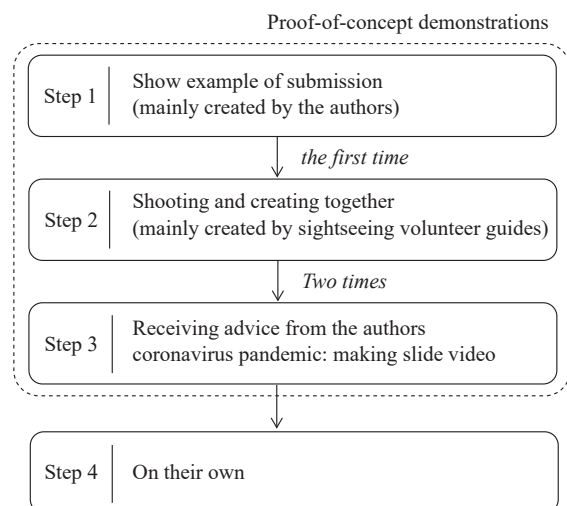 Proof-of-concept demonstrations
Step 1
Show example of submission
(mainly created by the authors)
the first time
Step 2
Shooting and creating together
(mainly created by sightseeing volunteer guides)
Two times
Step 3
Receiving advice from the authors
coronavirus pandemic: making slide video
Step 4
On their own